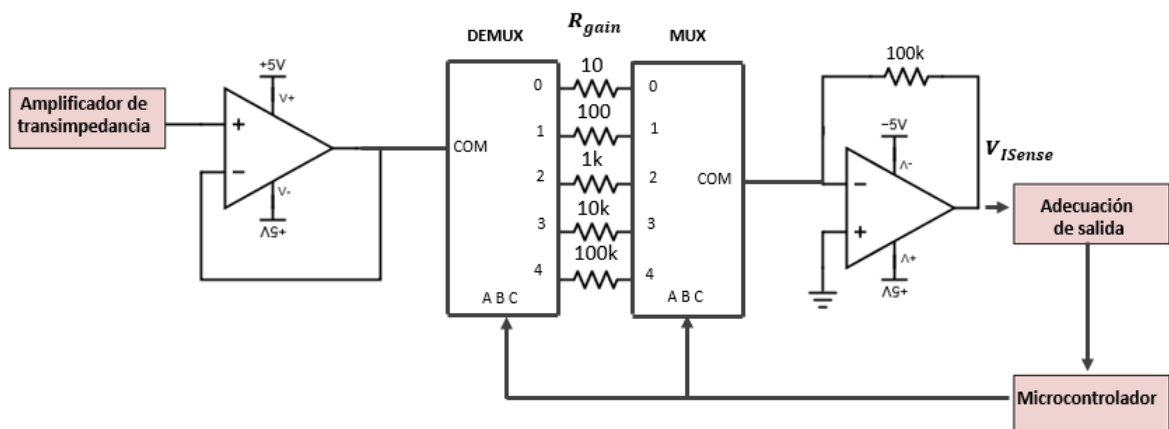 R_gain
DEMUX
MUX
Amplificador de
transimpedancia
+5V
V+
+
−
V-
+5V
COM
0
1
2
3
4
A B C
10
100
1k
10k
100k
0
1
2
3
4
COM
A B C
100k
−5V
V-
−
+
V+
+5V
V_ISense
Adecuación
de salida
Microcontrolador